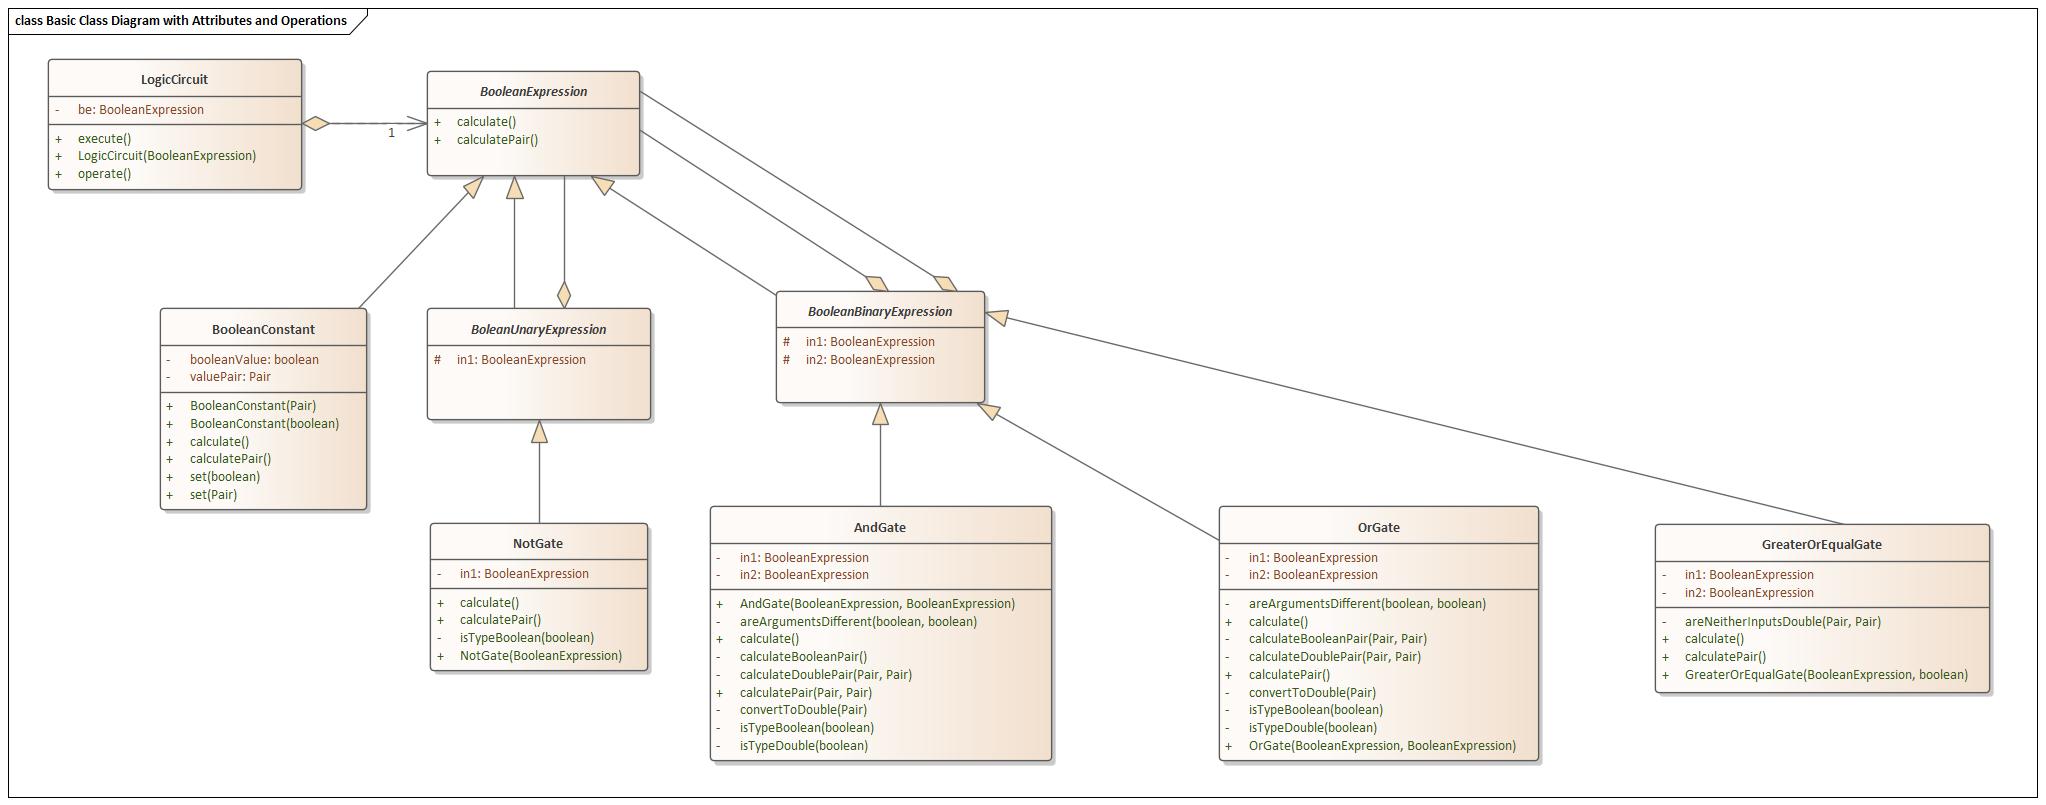 class Basic Class Diagram with Attributes and Operations
LogicCircuit
- be: BooleanExpression
+ execute()
+ LogicCircuit(BooleanExpression)
+ operate()
1
BooleanExpression
+ calculate()
+ calculatePair()
BooleanConstant
- booleanValue: boolean
- valuePair: Pair
+ BooleanConstant(Pair)
+ BooleanConstant(boolean)
+ calculate()
+ calculatePair()
+ set(boolean)
+ set(Pair)
BoleanUnaryExpression
# in1: BooleanExpression
BooleanBinaryExpression
# in1: BooleanExpression
# in2: BooleanExpression
NotGate
- in1: BooleanExpression
+ calculate()
+ calculatePair()
- isTypeBoolean(boolean)
+ NotGate(BooleanExpression)
AndGate
- in1: BooleanExpression
- in2: BooleanExpression
+ AndGate(BooleanExpression, BooleanExpression)
- areArgumentsDifferent(boolean, boolean)
+ calculate()
- calculateBooleanPair()
- calculateDoublePair(Pair, Pair)
+ calculatePair(Pair, Pair)
- convertToDouble(Pair)
- isTypeBoolean(boolean)
- isTypeDouble(boolean)
OrGate
- in1: BooleanExpression
- in2: BooleanExpression
- areArgumentsDifferent(boolean, boolean)
+ calculate()
- calculateBooleanPair(Pair, Pair)
- calculateDoublePair(Pair, Pair)
+ calculatePair()
- convertToDouble(Pair)
- isTypeBoolean(boolean)
- isTypeDouble(boolean)
+ OrGate(BooleanExpression, BooleanExpression)
GreaterOrEqualGate
- in1: BooleanExpression
- in2: BooleanExpression
- areNeitherInputsDouble(Pair, Pair)
+ calculate()
+ calculatePair()
+ GreaterOrEqualGate(BooleanExpression, boolean)